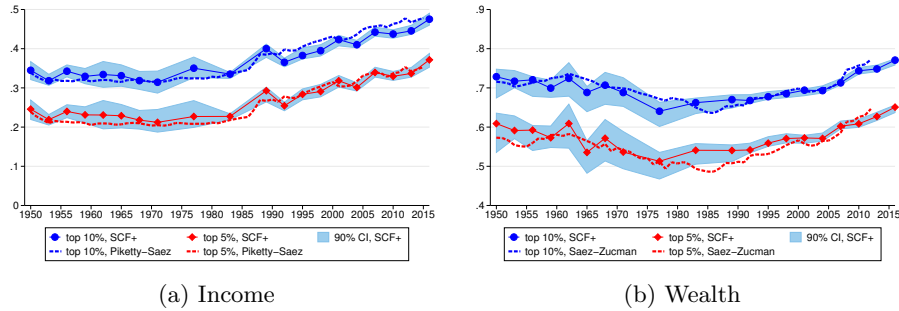 .5
.4
.3
.2
.1
0
1950 1955 1960 1965 1970 1975 1980 1985 1990 1995 2000 2005 2010 2015
top 10%, SCF+ top 5%, SCF+ 90% CI, SCF+
top 10%, Piketty−Saez top 5%, Piketty−Saez
(a) Income
.8
.7
.6
.5
.4
1950 1955 1960 1965 1970 1975 1980 1985 1990 1995 2000 2005 2010 2015
top 10%, SCF+ top 5%, SCF+ 90% CI, SCF+
top 10%, Saez−Zucman top 5%, Saez−Zucman
(b) Wealth